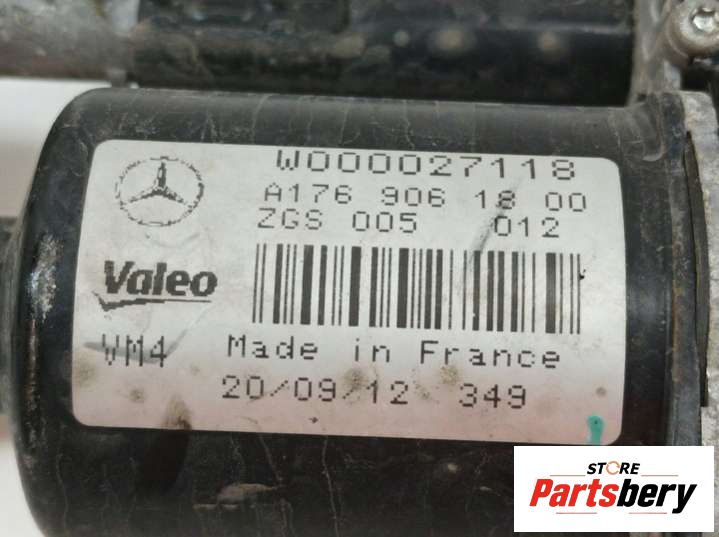 W000027118
A176 906 18 00
ZGS 005 012
Valeo
VM4
Made in France
20/09/12 349
STORE
Partsbery